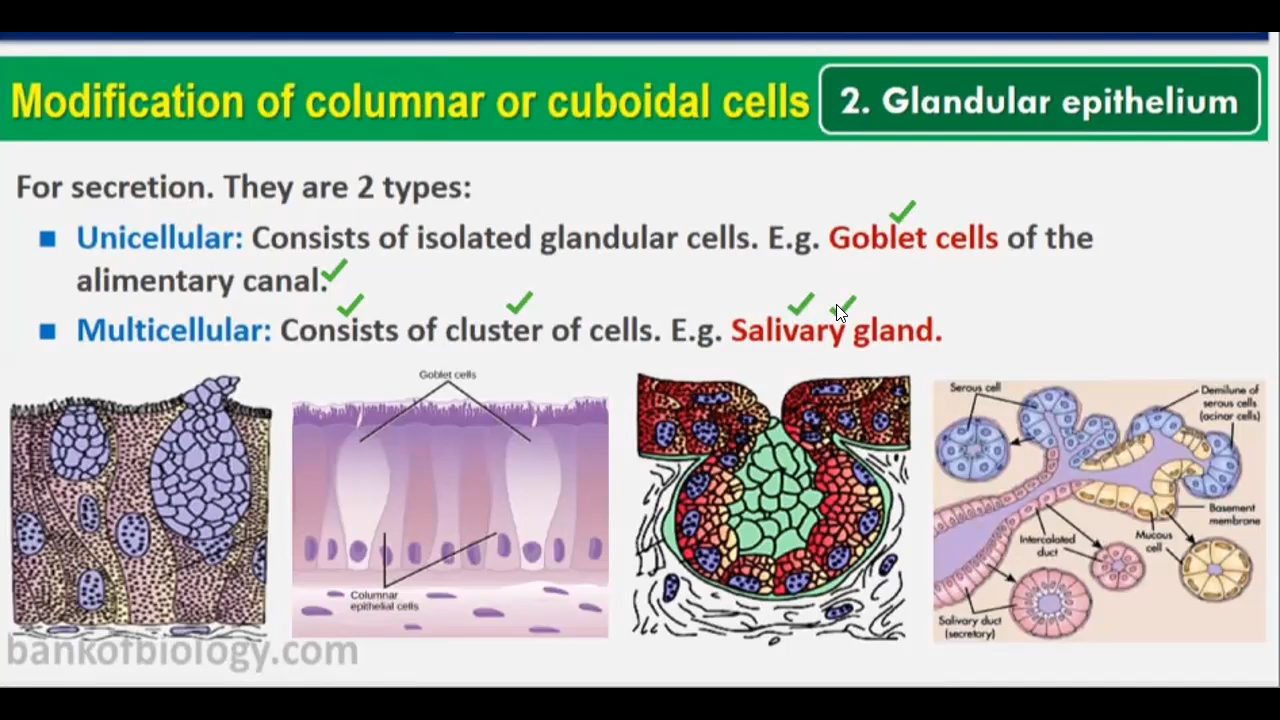 Modification of columnar or cuboidal cells
2. Glandular epithelium
For secretion. They are 2 types:
■ Unicellular: Consists of isolated glandular cells. E.g. Goblet cells of the
alimentary canal.
■ Multicellular: Consists of cluster of cells. E.g. Salivary gland.
Goblet cells
Columnar
epithelial cells
Serous cell
Demilune of
serous cells
(acinar cells)
Basement
membrane
Intercalated
duct
Mucous
cell
Salivary duct
(secretory)
bankofbiology.com